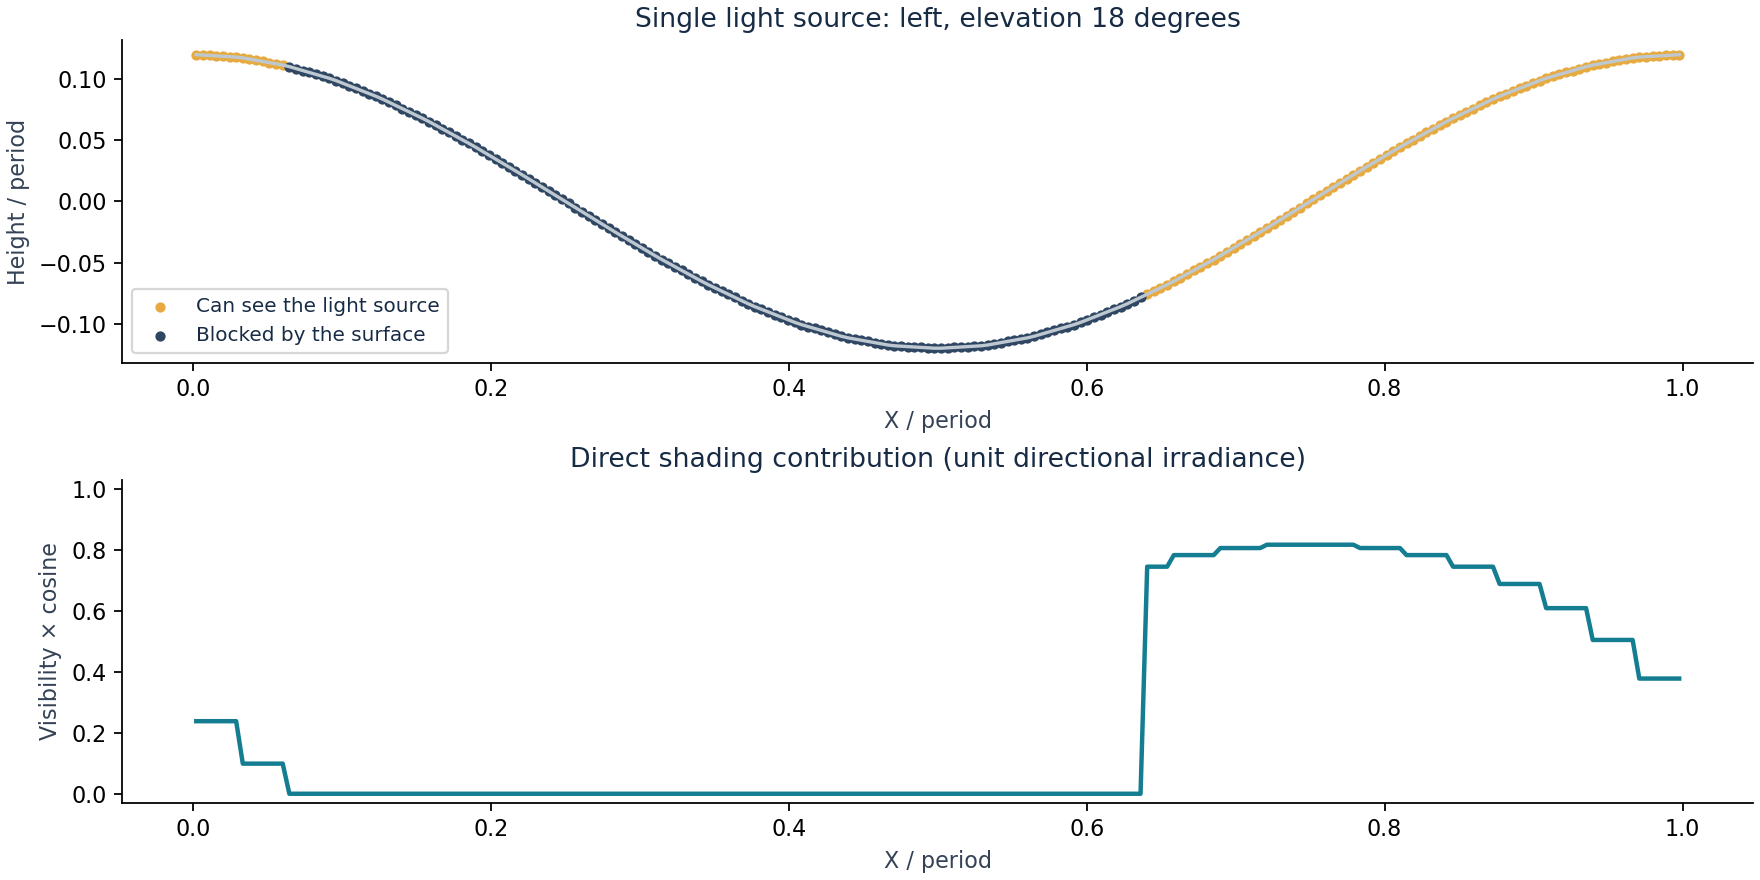 Single light source: left, elevation 18 degrees
Height / period
0.10
0.05
0.00
−0.05
−0.10
Can see the light source
Blocked by the surface
0.0 0.2 0.4 0.6 0.8 1.0
X / period
Direct shading contribution (unit directional irradiance)
Visibility × cosine
1.0
0.8
0.6
0.4
0.2
0.0
0.0 0.2 0.4 0.6 0.8 1.0
X / period